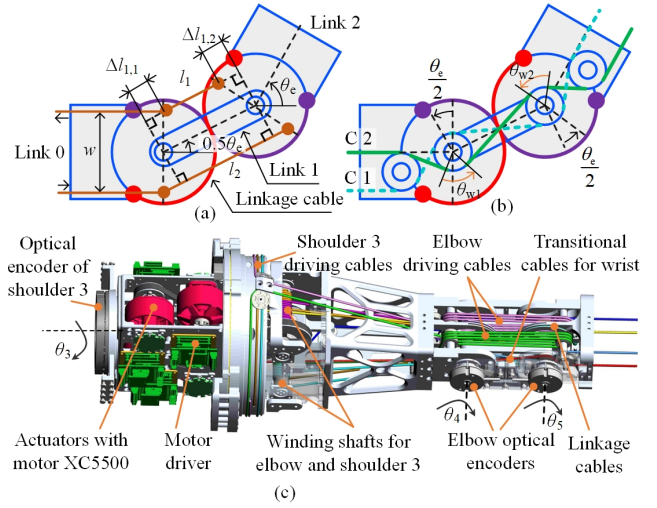 Δl1,1
Δl1,2
l1
Link 2
θe
Link 0
w
0.5θe
Link 1
l2
Linkage cable
(a)
θe/2
θw2
C 2
C 1
θw1
θe/2
(b)
Optical
encoder of
shoulder 3
Shoulder 3
driving cables
Elbow
driving cables
Transitional
cables for wrist
θ3
θ4
θ5
Actuators with
motor XC5500
Motor
driver
Winding shafts for
elbow and shoulder 3
Elbow optical
encoders
Linkage
cables
(c)